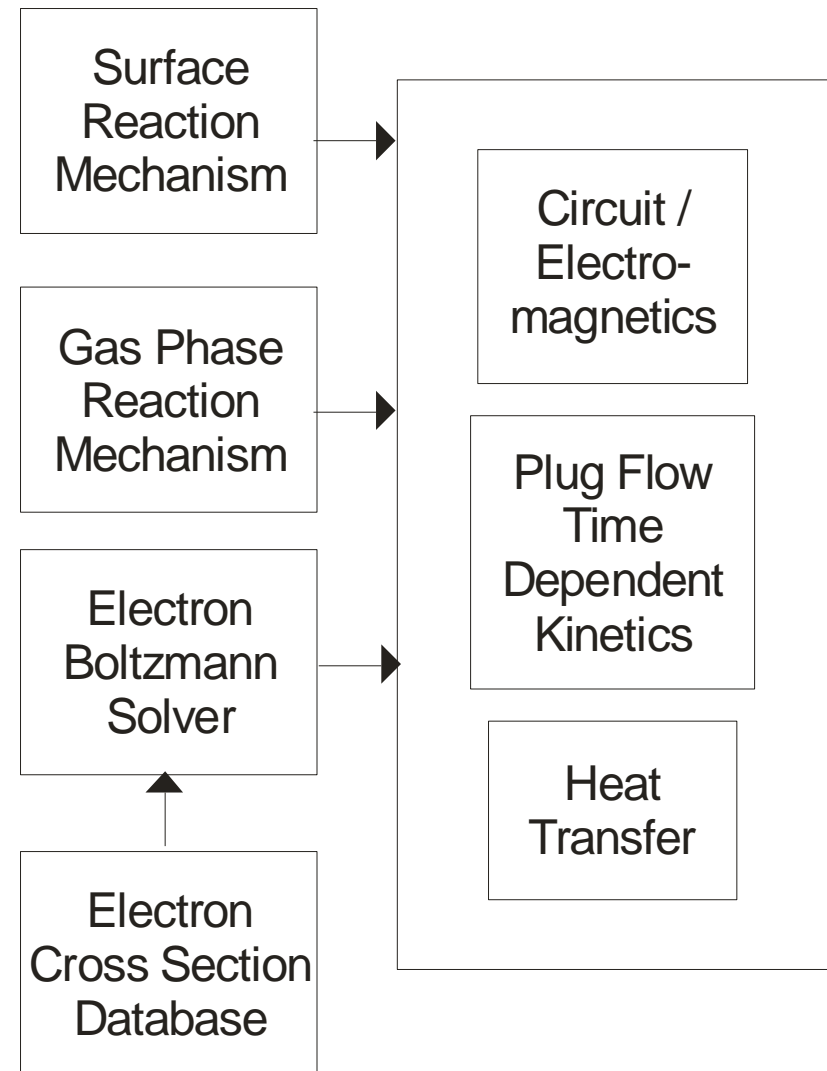 Surface
Reaction
Mechanism
Gas Phase
Reaction
Mechanism
Electron
Boltzmann
Solver
Electron
Cross Section
Database
Circuit /
Electro-
magnetics
Plug Flow
Time
Dependent
Kinetics
Heat
Transfer